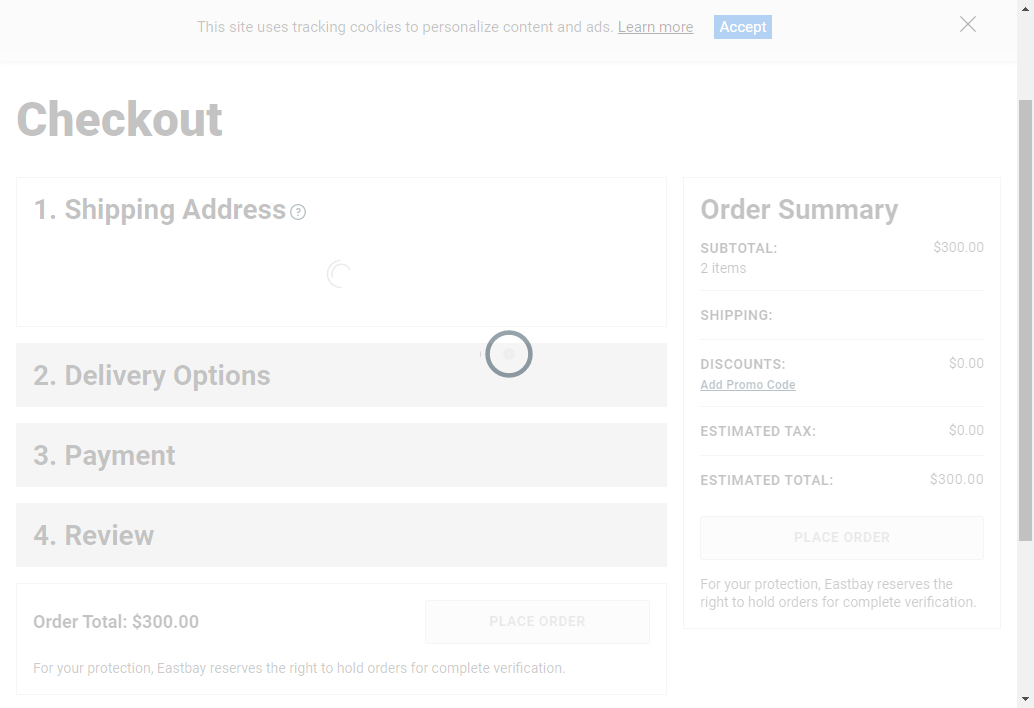 This site uses tracking cookies to personalize content and ads. Learn more Accept
Checkout
1. Shipping Address ?
2. Delivery Options
3. Payment
4. Review
Order Total: $300.00 PLACE ORDER
For your protection, Eastbay reserves the right to hold orders for complete verification.
Order Summary
SUBTOTAL: $300.00
2 items
SHIPPING:
DISCOUNTS: $0.00
Add Promo Code
ESTIMATED TAX: $0.00
ESTIMATED TOTAL: $300.00
PLACE ORDER
For your protection, Eastbay reserves the
right to hold orders for complete verification.